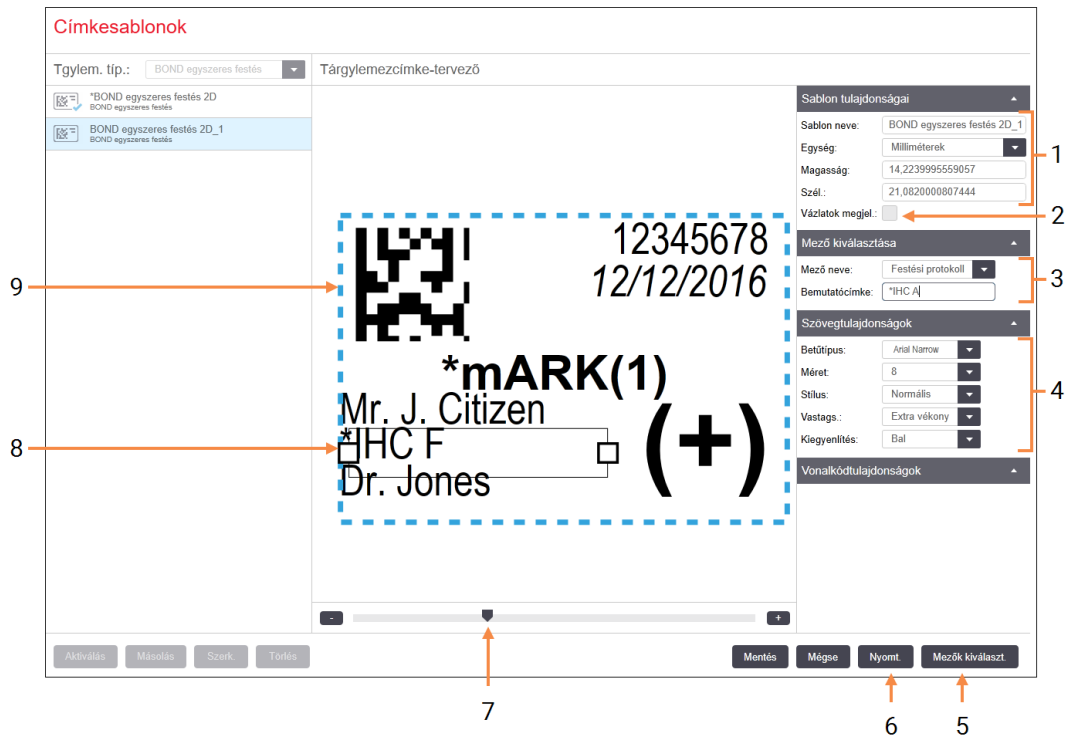 Címkesablonok
Tgylem. típ.: BOND egyszeres festés
Tárgylemezcímke-tervező
*BOND egyszeres festés 2D
BOND egyszeres festés
BOND egyszeres festés 2D_1
BOND egyszeres festés
Sablon tulajdonságai
Sablon neve: BOND egyszeres festés 2D_1
Egység: Milliméterek
Magasság: 14,2239995559057
Szél.: 21,0820000807444
Vázlatok megjel.:
Mező kiválasztása
Mező neve: Festési protokoll
Bemutatócímke: *IHC A
Szövegtulajdonságok
Betűtípus: Arial Narrow
Méret: 8
Stílus: Normális
Vastags.: Extra vékony
Kiegyenlítés: Bal
Vonalkódtulajdonságok
12345678
12/12/2016
*mARK(1)
Mr. J. Citizen
*IHC F
(+)
Dr. Jones
- +
Aktiválás Másolás Szerk. Törlés
Mentés Mégse Nyomt. Mezők kiválaszt.
1
2
3
4
5
6
7
8
9